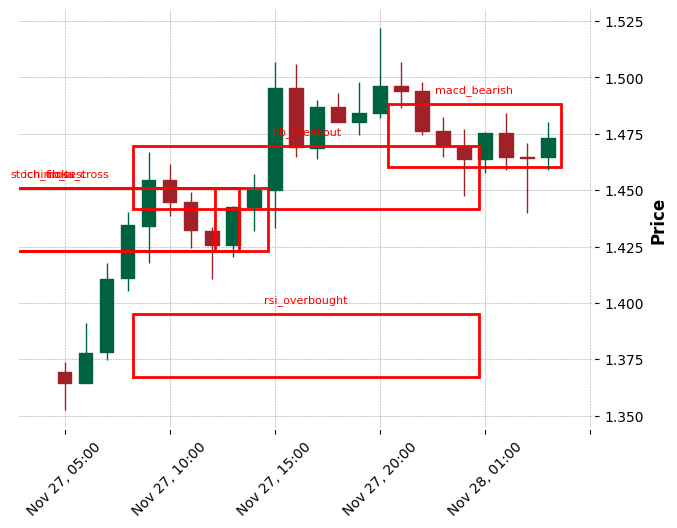 1.525
1.500
macd_bearish
1.475
bb_breakout
1.450
1.425
Price
1.400
rsi_overbought
1.375
1.350
Nov 27, 05:00
Nov 27, 10:00
Nov 27, 15:00
Nov 27, 20:00
Nov 28, 01:00